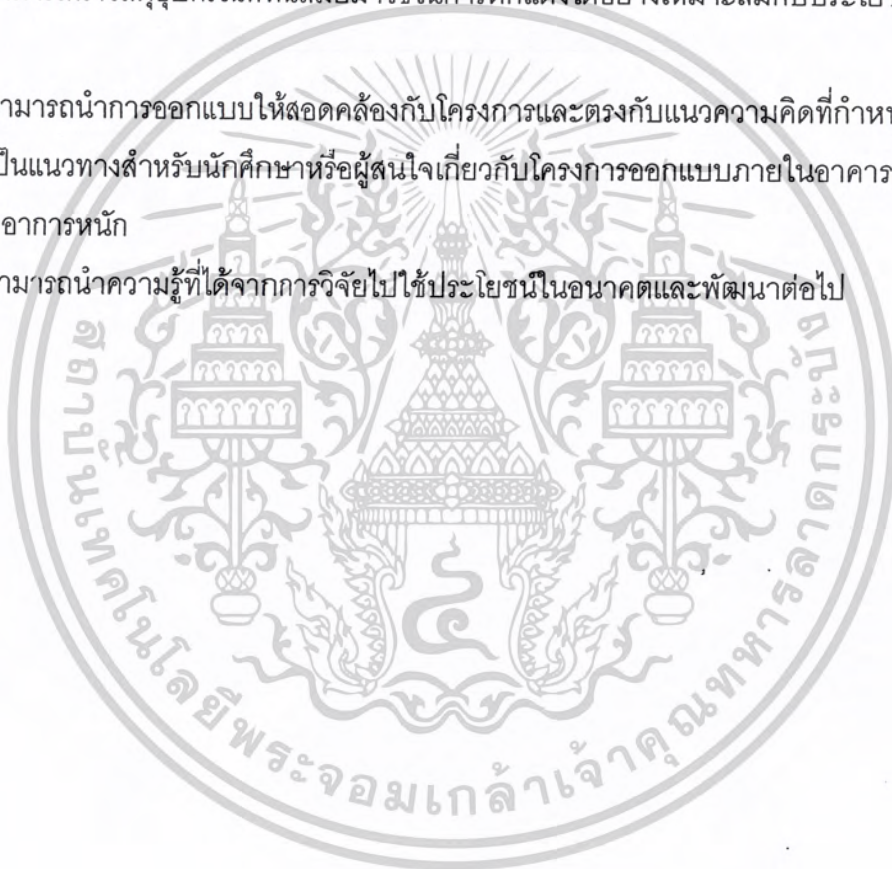 ามารถนำการออกแบบให้สอดคล้องกับโครงการและตรงกับแนวความคิดที่กำหน
ป็นแนวทางสำหรับนักศึกษาหรือผู้สนใจเกี่ยวกับโครงการออกแบบภายในอาคาร
อาการหนัก
ามารถนำความรู้ที่ได้จากการวิจัยไปใช้ประโยชน์ในอนาคตและพัฒนาต่อไป
สถาบันเทคโนโลยีพระจอมเกล้าเจ้าคุณทหารลาดกระบัง
๔